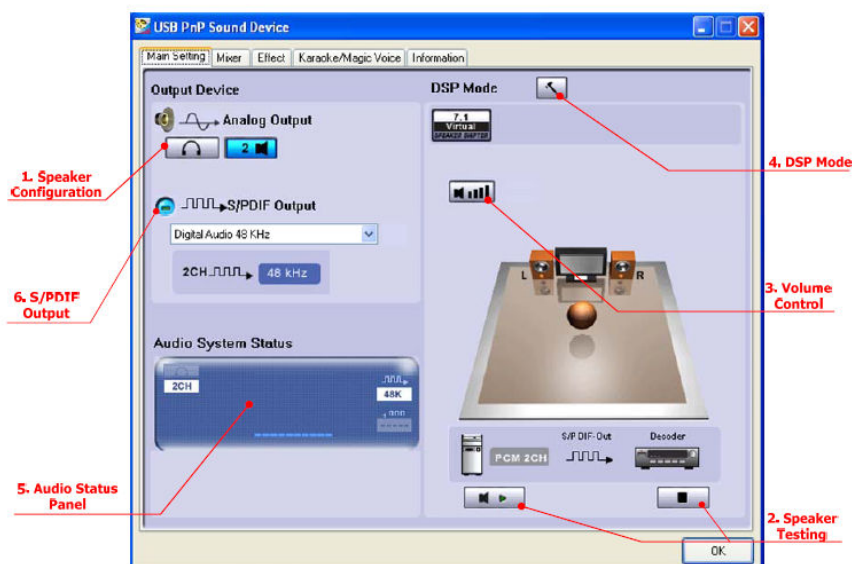 USB PnP Sound Device
Main Setting Mixer Effect Karaoke/Magic Voice Information
Output Device
Analog Output
2
S/PDIF Output
Digital Audio 48 KHz
2CH 48 kHz
Audio System Status
2CH
48K
-----
DSP Mode
7.1
Virtual
SPEAKER SHIFTER
L R
S/PDIF-Out Decoder
PCM 2CH
OK
1. Speaker
Configuration
6. S/PDIF
Output
5. Audio Status
Panel
4. DSP Mode
3. Volume
Control
2. Speaker
Testing